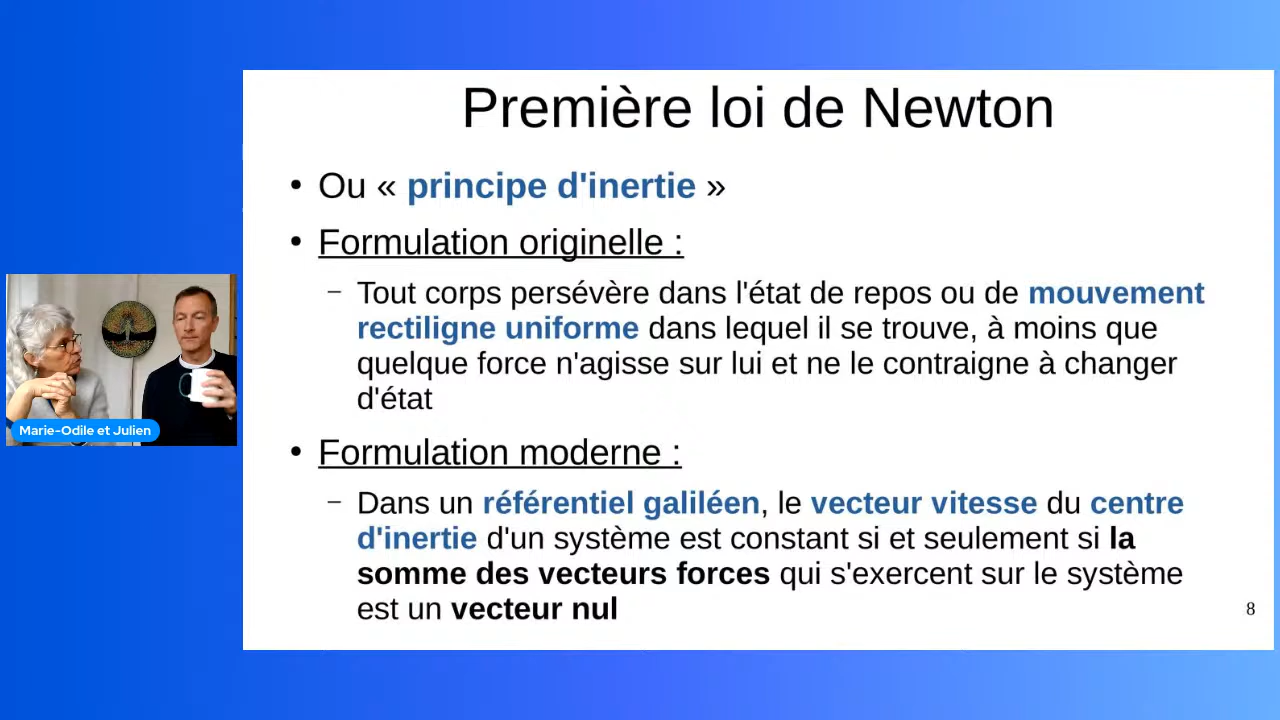 Première loi de Newton
• Ou « principe d'inertie »
• Formulation originelle :
– Tout corps persévère dans l'état de repos ou de mouvement
rectiligne uniforme dans lequel il se trouve, à moins que
quelque force n'agisse sur lui et ne le contraigne à changer
d'état
• Formulation moderne :
– Dans un référentiel galiléen, le vecteur vitesse du centre
d'inertie d'un système est constant si et seulement si la
somme des vecteurs forces qui s'exercent sur le système
est un vecteur nul
8
Marie-Odile et Julien